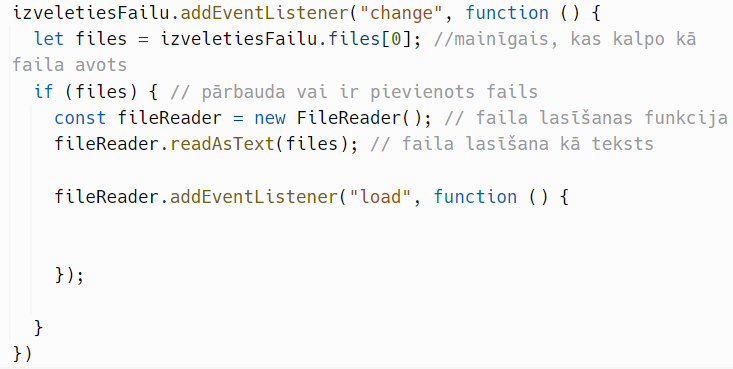 izveletiesFailu.addEventListener("change", function () {
let files = izveletiesFailu.files[0]; //mainīgais, kas kalpo kā
faila avots
if (files) { // pārbauda vai ir pievienots fails
const fileReader = new FileReader(); // faila lasīšanas funkcija
fileReader.readAsText(files); // faila lasīšana kā teksts
fileReader.addEventListener("load", function () {
});
}
})